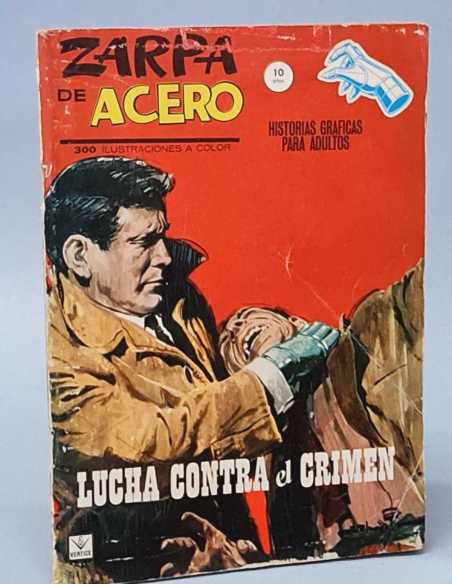 ZARPA
DE ACERO
10
ptas
300 ILUSTRACIONES A COLOR
HISTORIAS GRAFICAS
PARA ADULTOS
LUCHA CONTRA el CRIMEN
VERTICE